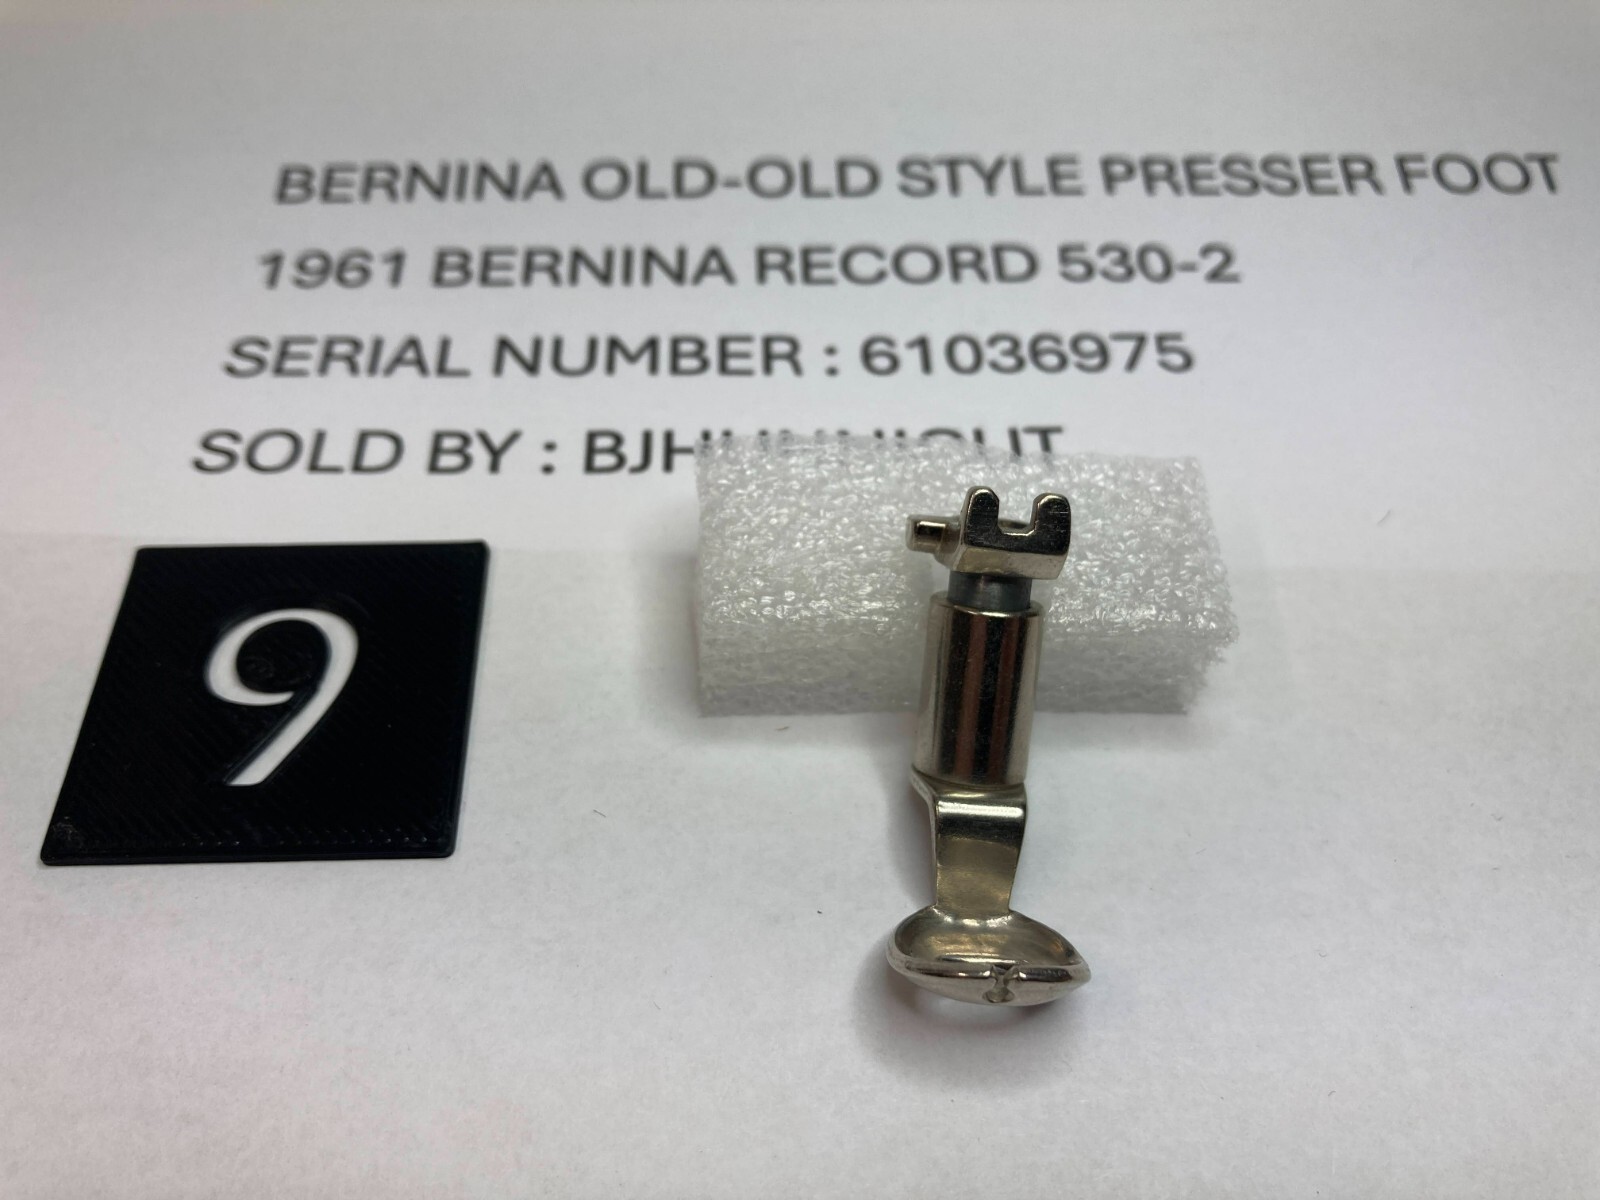 BERNINA OLD-OLD STYLE PRESSER FOOT
1961 BERNINA RECORD 530-2
SERIAL NUMBER : 61036975
SOLD BY :
9